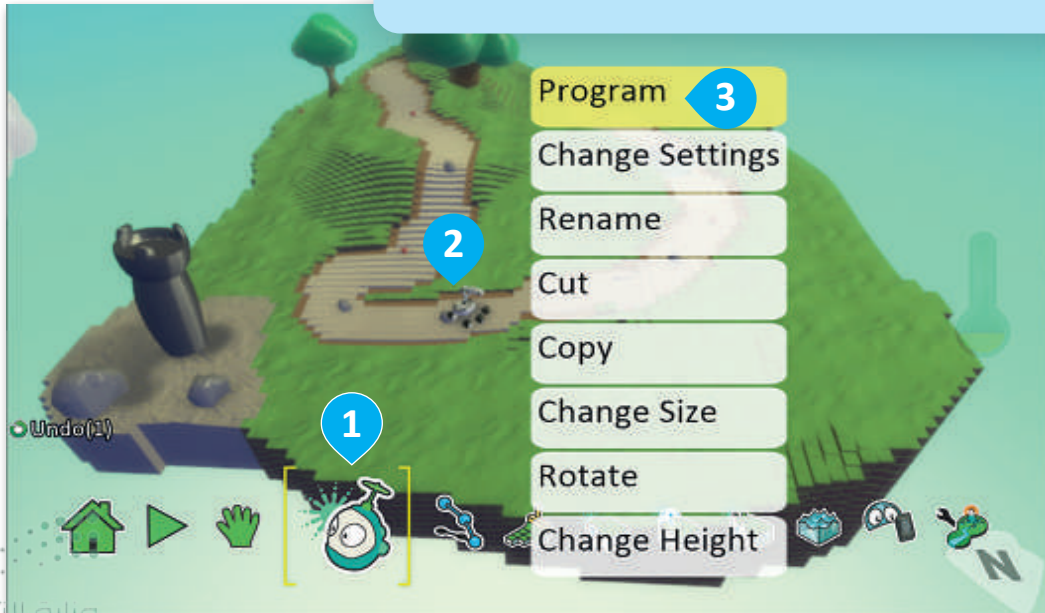 Program
3
Change Settings
Rename
2
Cut
Copy
Change Size
1
Undo(1)
Rotate
Change Height
N